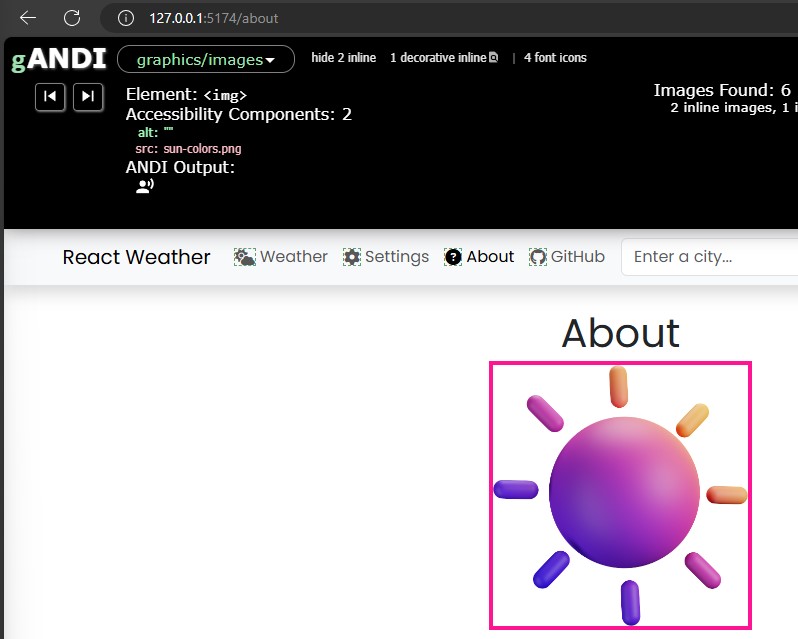 127.0.0.1:5174/about
gANDI graphics/images hide 2 inline 1 decorative inline | 4 font icons
Element: <img>
Accessibility Components: 2
alt: ""
src: sun-colors.png
ANDI Output:
Images Found: 6
2 inline images, 1 i
React Weather Weather Settings ? About GitHub Enter a city...
About